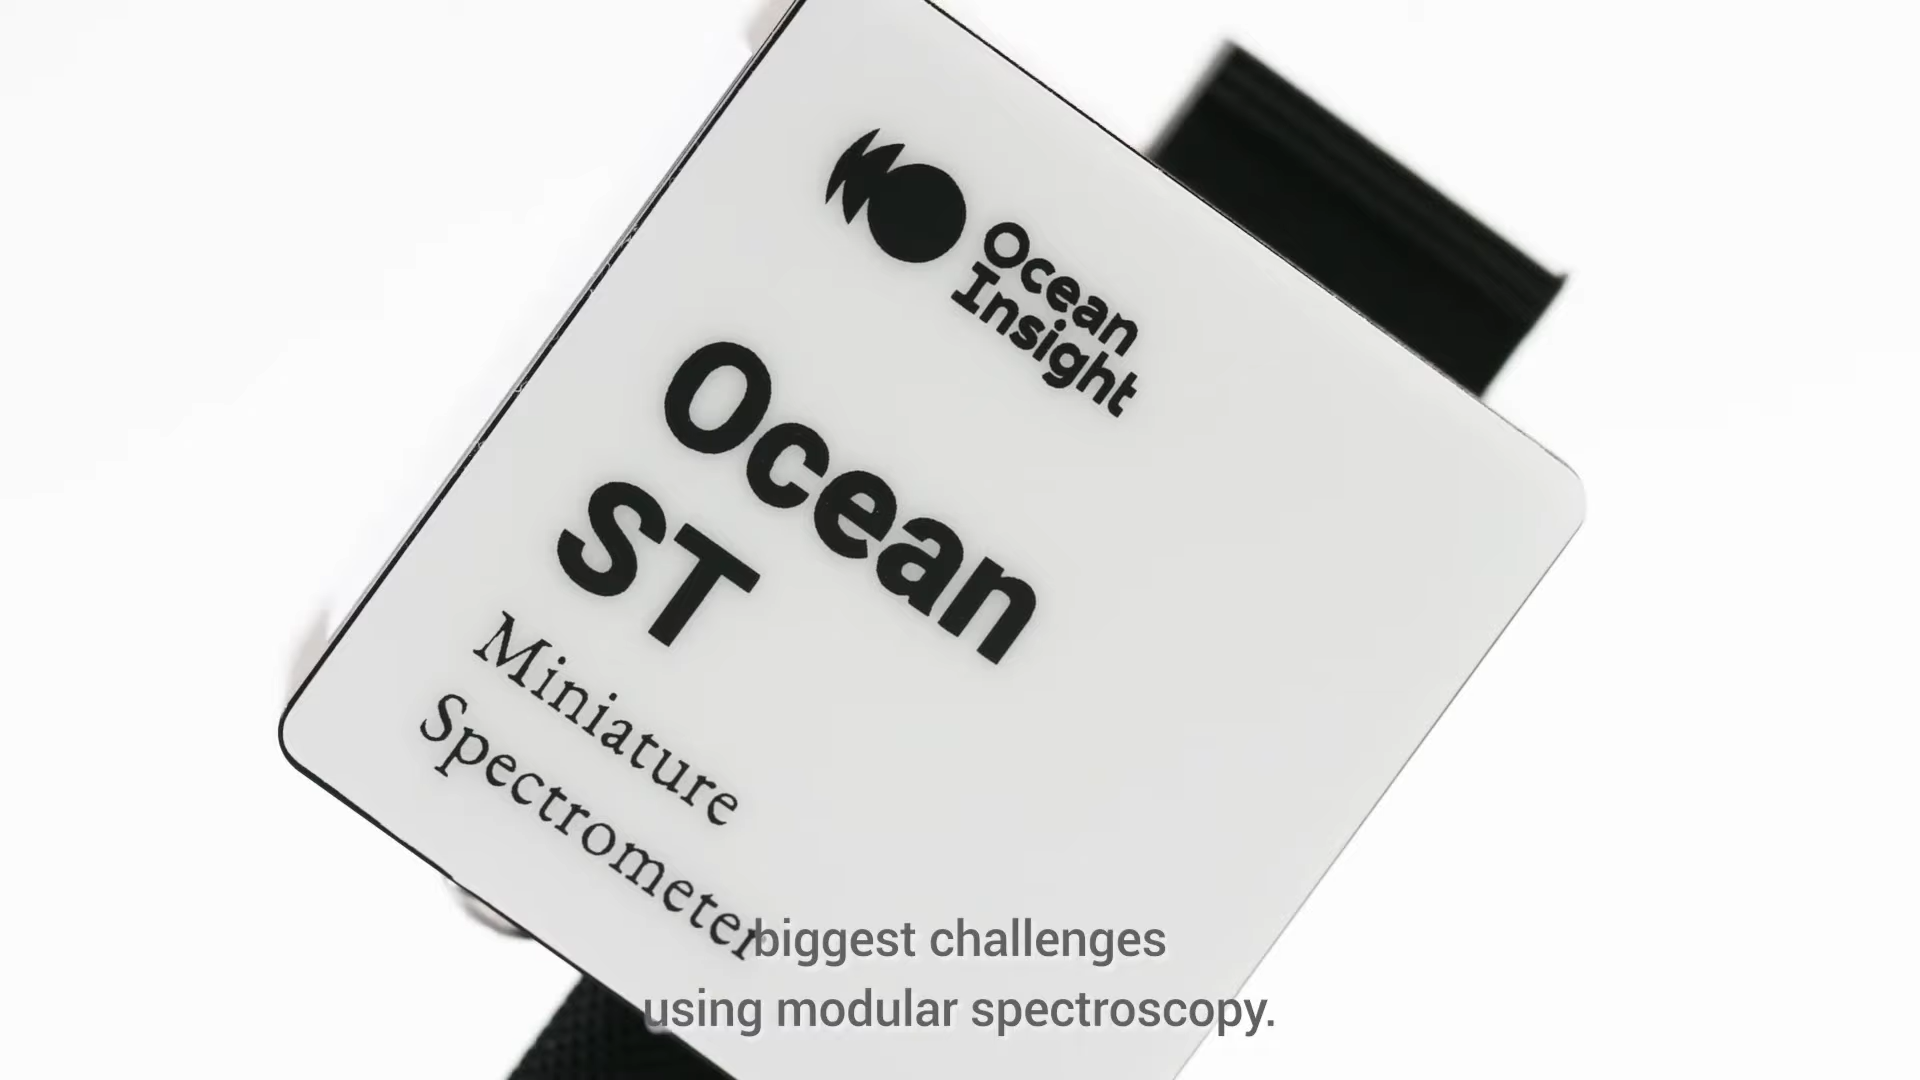 Ocean
Insight
Ocean
ST
Miniature
Spectrometer
biggest challenges
using modular spectroscopy.